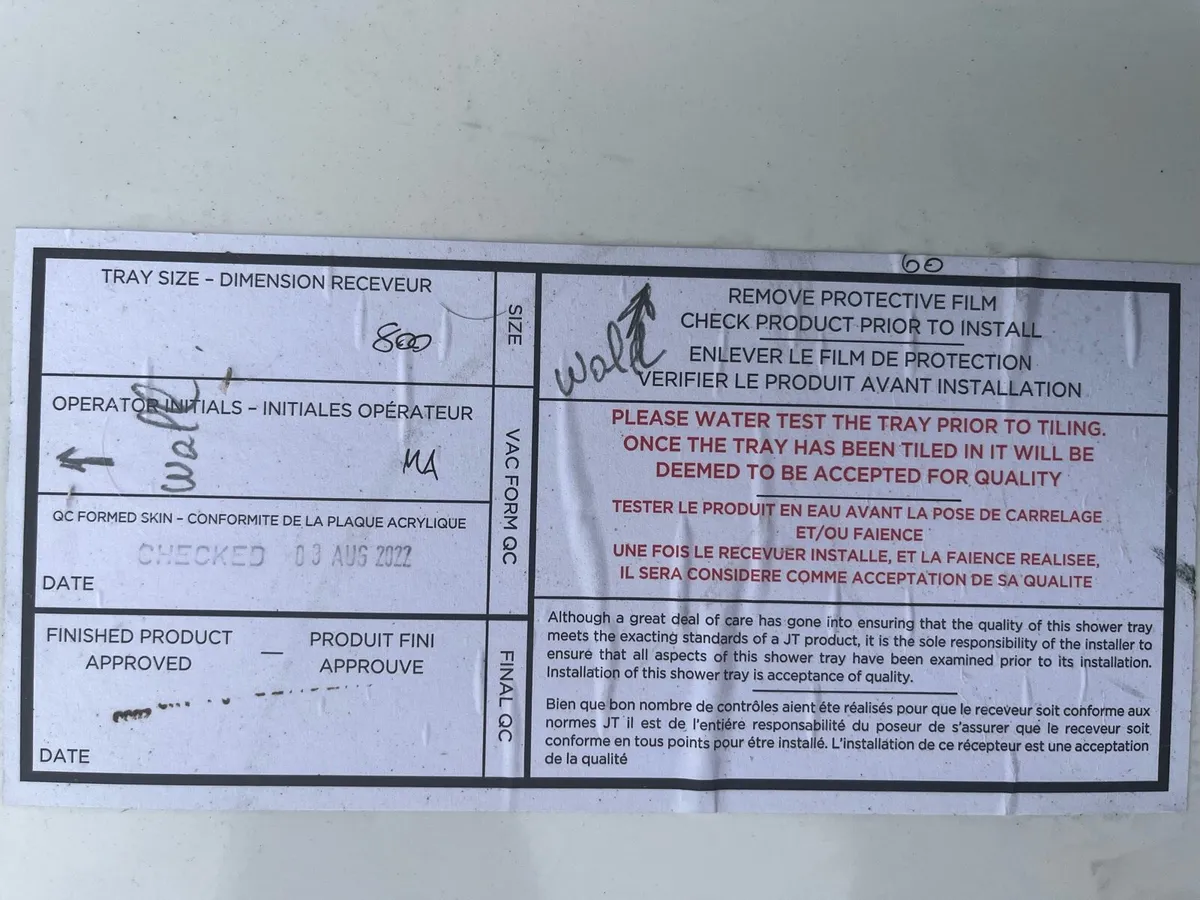 60
TRAY SIZE – DIMENSION RECEVEUR
800
SIZE
OPERATOR INITIALS – INITIALES OPÉRATEUR
Wall
MA
QC FORMED SKIN – CONFORMITE DE LA PLAQUE ACRYLIQUE
CHECKED 03 AUG 2022
DATE
VAC FORM QC
FINISHED PRODUCT — PRODUIT FINI
APPROVED APPROUVE
DATE
FINAL QC
Wall
REMOVE PROTECTIVE FILM
CHECK PRODUCT PRIOR TO INSTALL
ENLEVER LE FILM DE PROTECTION
VERIFIER LE PRODUIT AVANT INSTALLATION
PLEASE WATER TEST THE TRAY PRIOR TO TILING.
ONCE THE TRAY HAS BEEN TILED IN IT WILL BE
DEEMED TO BE ACCEPTED FOR QUALITY
TESTER LE PRODUIT EN EAU AVANT LA POSE DE CARRELAGE
ET/OU FAIENCE
UNE FOIS LE RECEVUER INSTALLE, ET LA FAIENCE REALISEE,
IL SERA CONSIDERE COMME ACCEPTATION DE SA QUALITE
Although a great deal of care has gone into ensuring that the quality of this shower tray
meets the exacting standards of a JT product, it is the sole responsibility of the installer to
ensure that all aspects of this shower tray have been examined prior to its installation.
Installation of this shower tray is acceptance of quality.
Bien que bon nombre de contrôles aient éte réalisés pour que le receveur soit conforme aux
normes JT il est de l'entiére responsabilité du poseur de s'assurer que le receveur soit
conforme en tous points pour étre installé. L'installation de ce récepteur est une acceptation
de la qualité